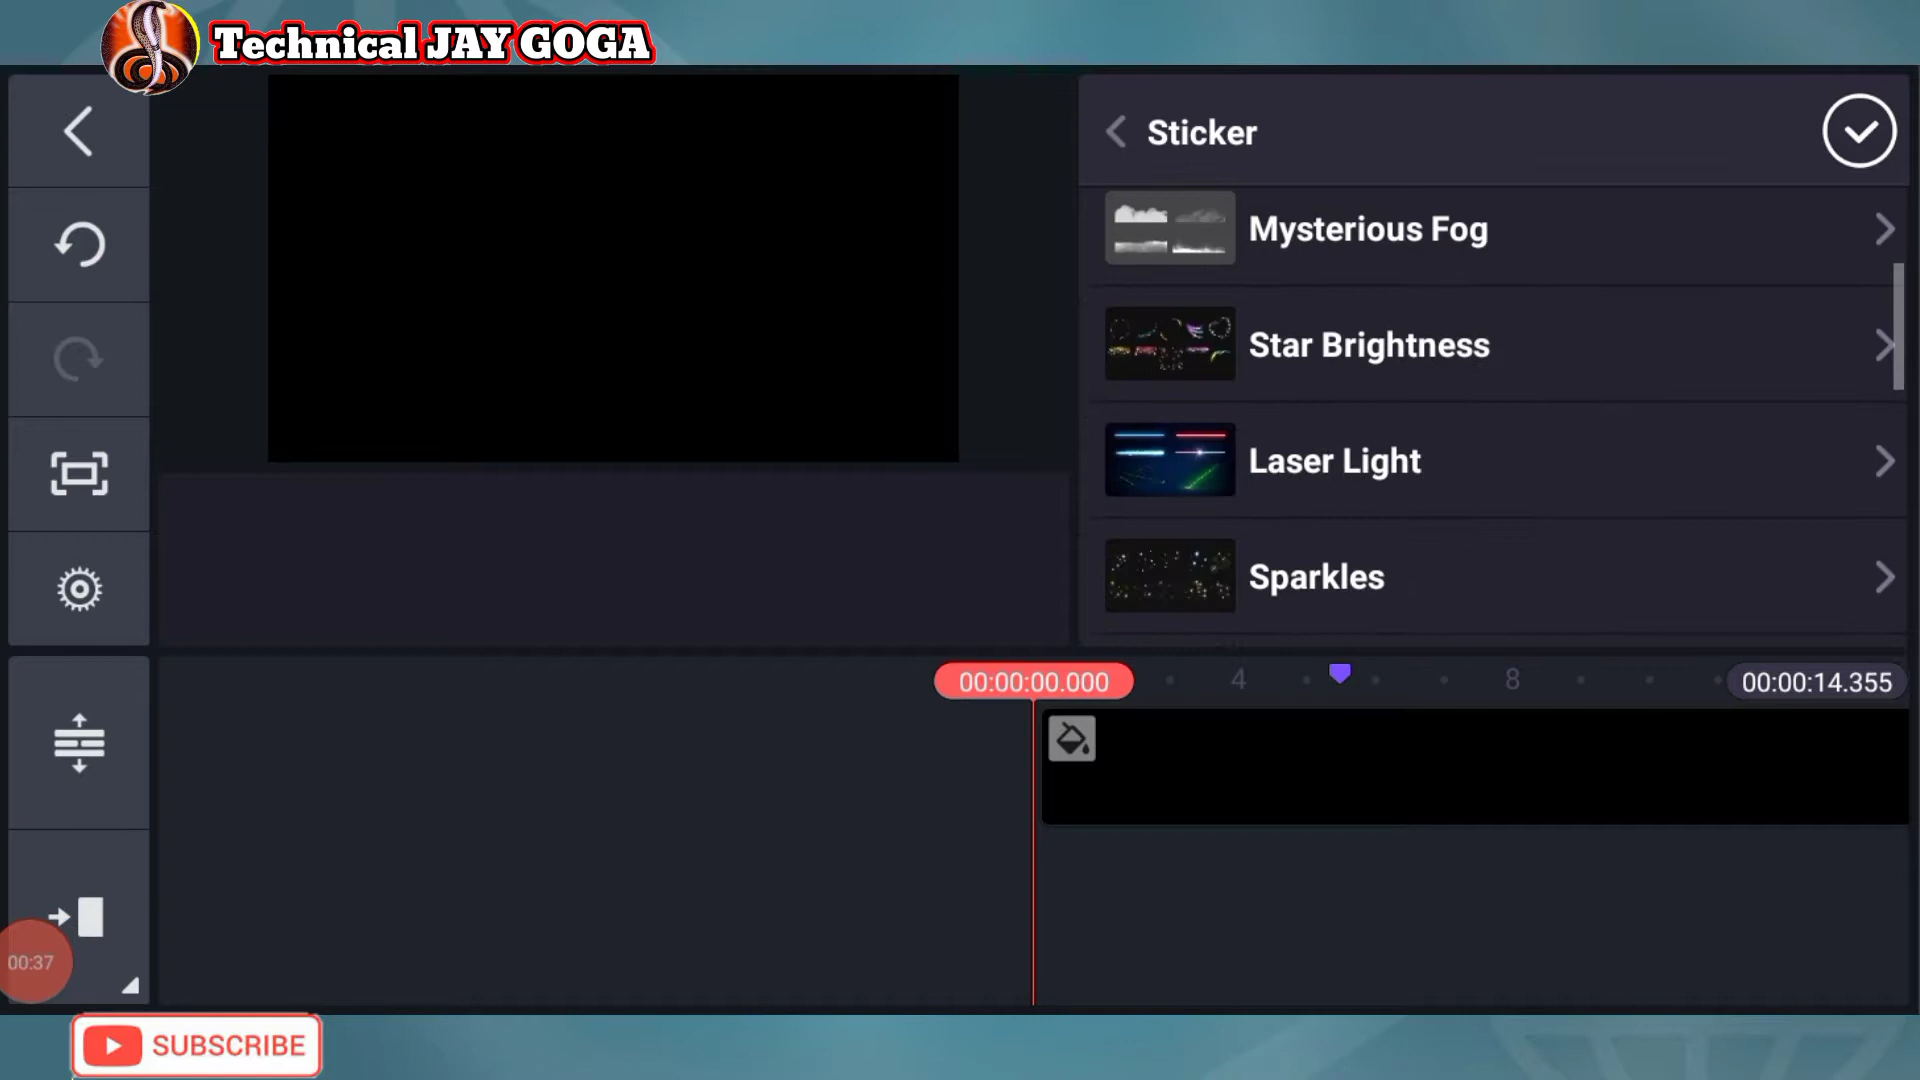 Technical JAY GOGA
Sticker
Mysterious Fog
Star Brightness
Laser Light
Sparkles
00:00:00.000
4
8
00:00:14.355
00:37
SUBSCRIBE